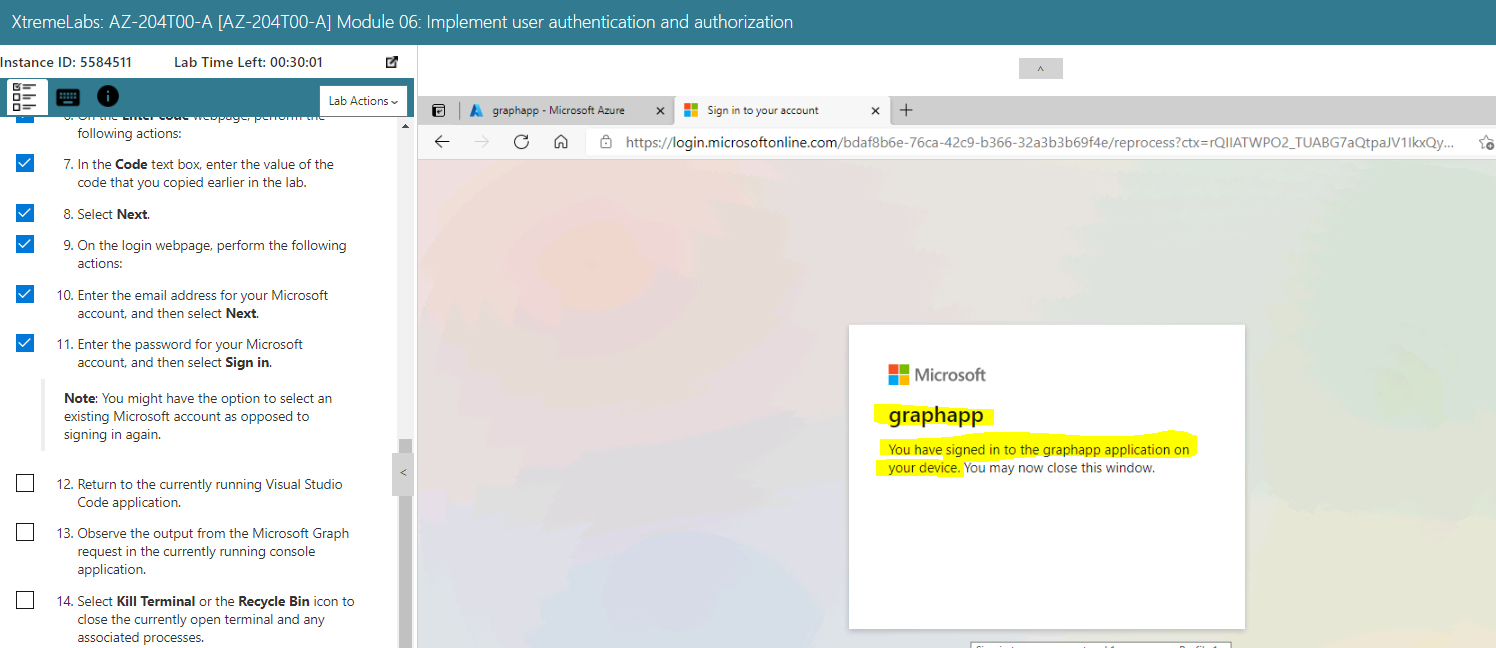 XtremeLabs: AZ-204T00-A [AZ-204T00-A] Module 06: Implement user authentication and authorization
Instance ID: 5584511
Lab Time Left: 00:30:01
Lab Actions
following actions:
7. In the Code text box, enter the value of the
code that you copied earlier in the lab.
8. Select Next.
9. On the login webpage, perform the following
actions:
10. Enter the email address for your Microsoft
account, and then select Next.
11. Enter the password for your Microsoft
account, and then select Sign in.
Note: You might have the option to select an
existing Microsoft account as opposed to
signing in again.
12. Return to the currently running Visual Studio
Code application.
13. Observe the output from the Microsoft Graph
request in the currently running console
application.
14. Select Kill Terminal or the Recycle Bin icon to
close the currently open terminal and any
associated processes.
graphapp - Microsoft Azure
Sign in to your account
https://login.microsoftonline.com/bdaf8b6e-76ca-42c9-b366-32a3b3b69f4e/reprocess?ctx=rQIIATWPO2_TUABG7aQtpaJV1IkxQy...
Microsoft
graphapp
You have signed in to the graphapp application on
your device. You may now close this window.